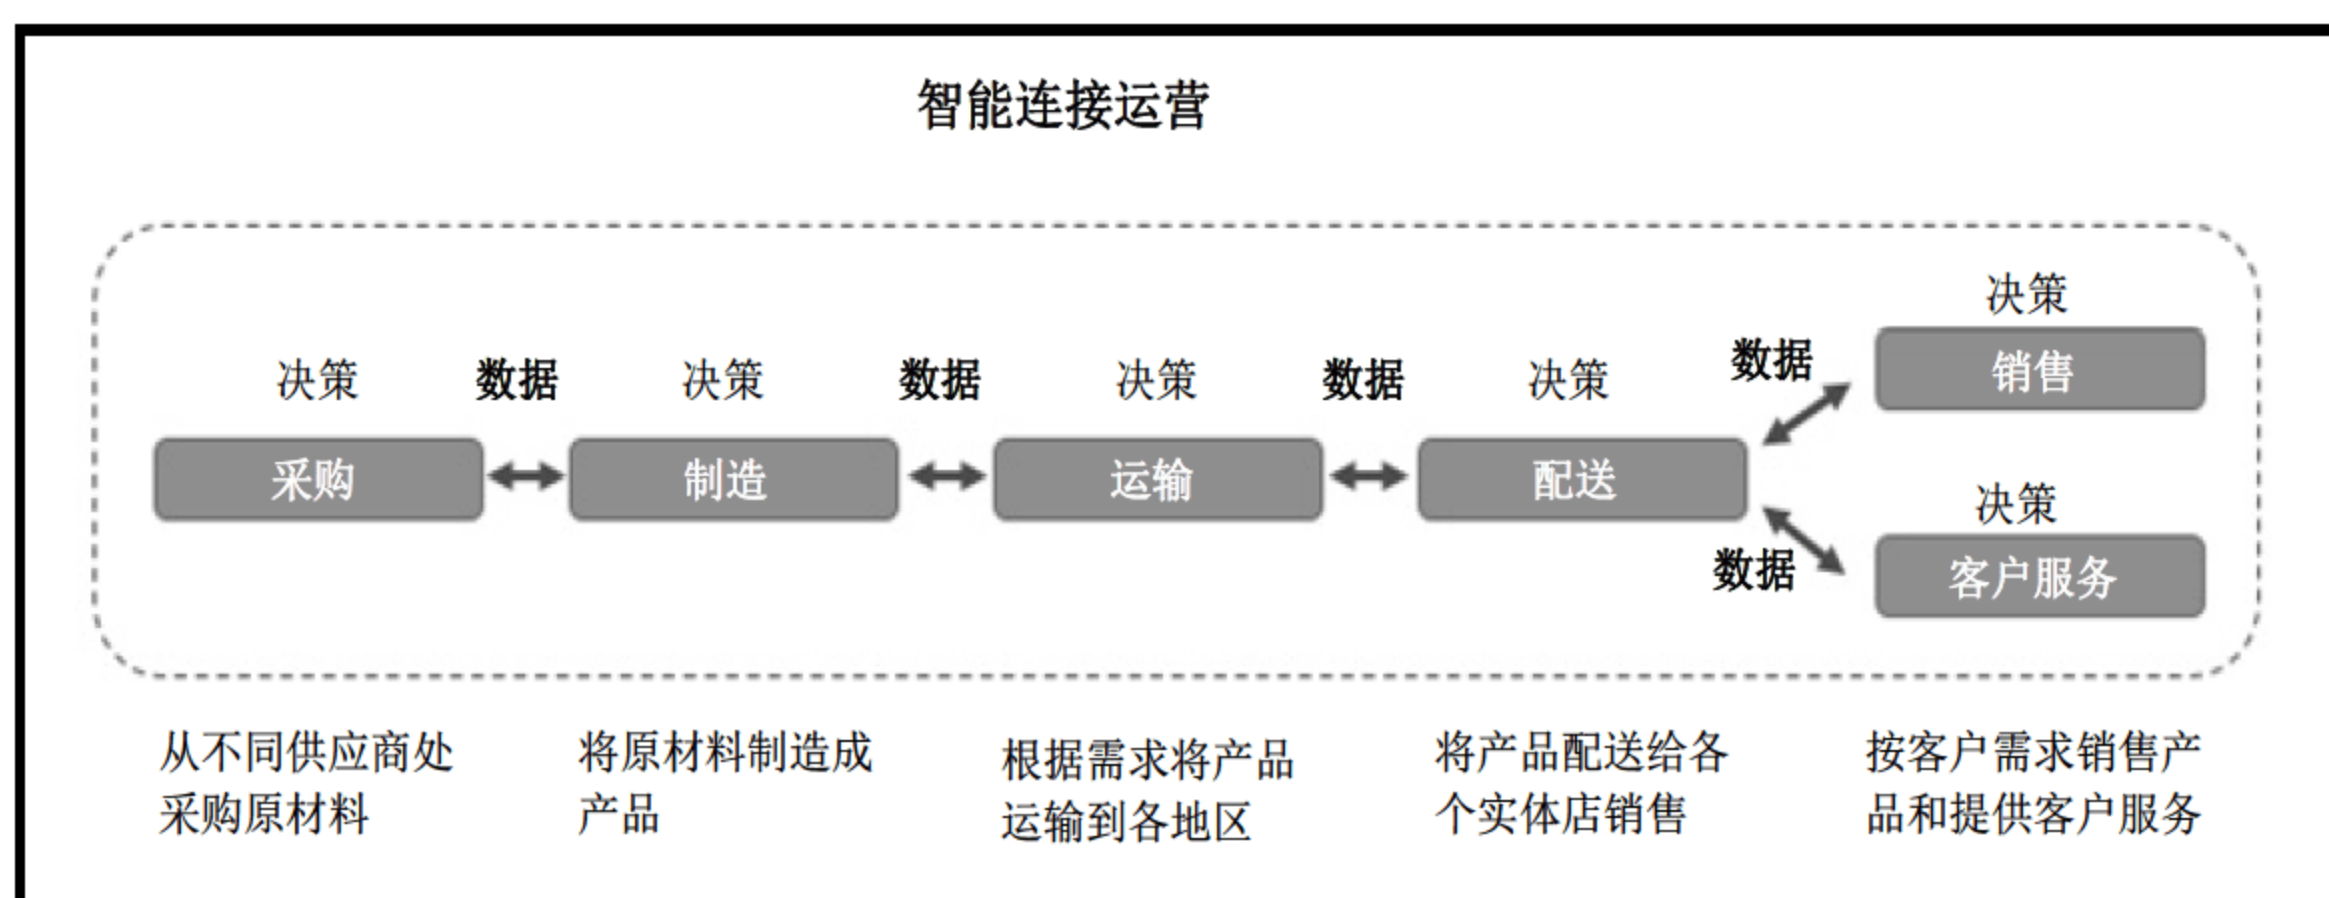 智能连接运营
决策
决策 数据 决策 数据 决策 数据 决策 数据 销售
采购 制造 运输 配送
决策
数据 客户服务
从不同供应商处
采购原材料
将原材料制造成
产品
根据需求将产品
运输到各地区
将产品配送给各
个实体店销售
按客户需求销售产
品和提供客户服务